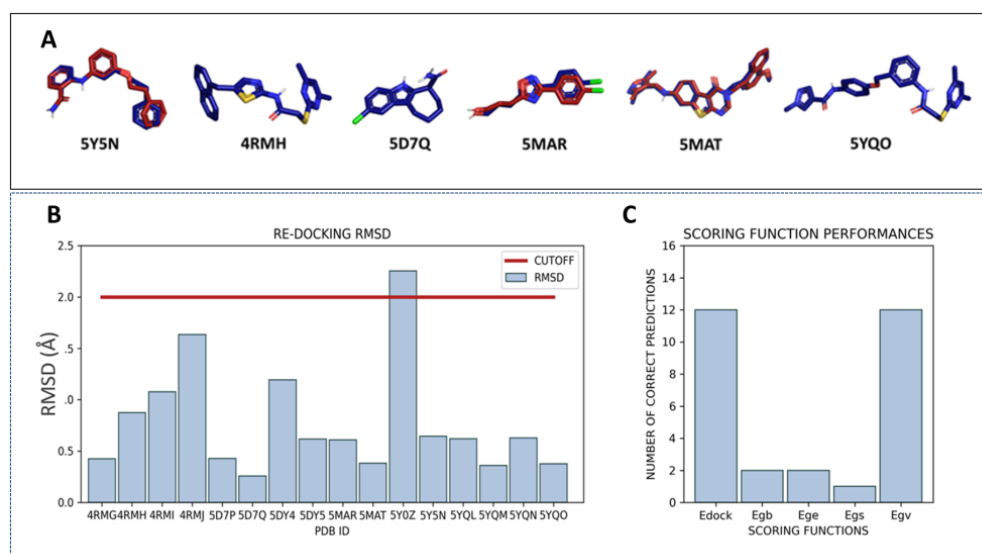 A
5Y5N 4RMH 5D7Q 5MAR 5MAT 5YQO
B
RE-DOCKING RMSD
2.5
2.0
.5
.0
0.5
0.0
RMSD (Å)
CUTOFF
RMSD
4RMG 4RMH 4RMI 4RMJ 5D7P 5D7Q 5DY4 5DY5 5MAR 5MAT 5Y0Z 5Y5N 5YQL 5YQM 5YQN 5YQO
PDB ID
C
SCORING FUNCTION PERFORMANCES
16
14
12
10
8
6
4
2
0
NUMBER OF CORRECT PREDICTIONS
Edock Egb Ege Egs Egv
SCORING FUNCTIONS